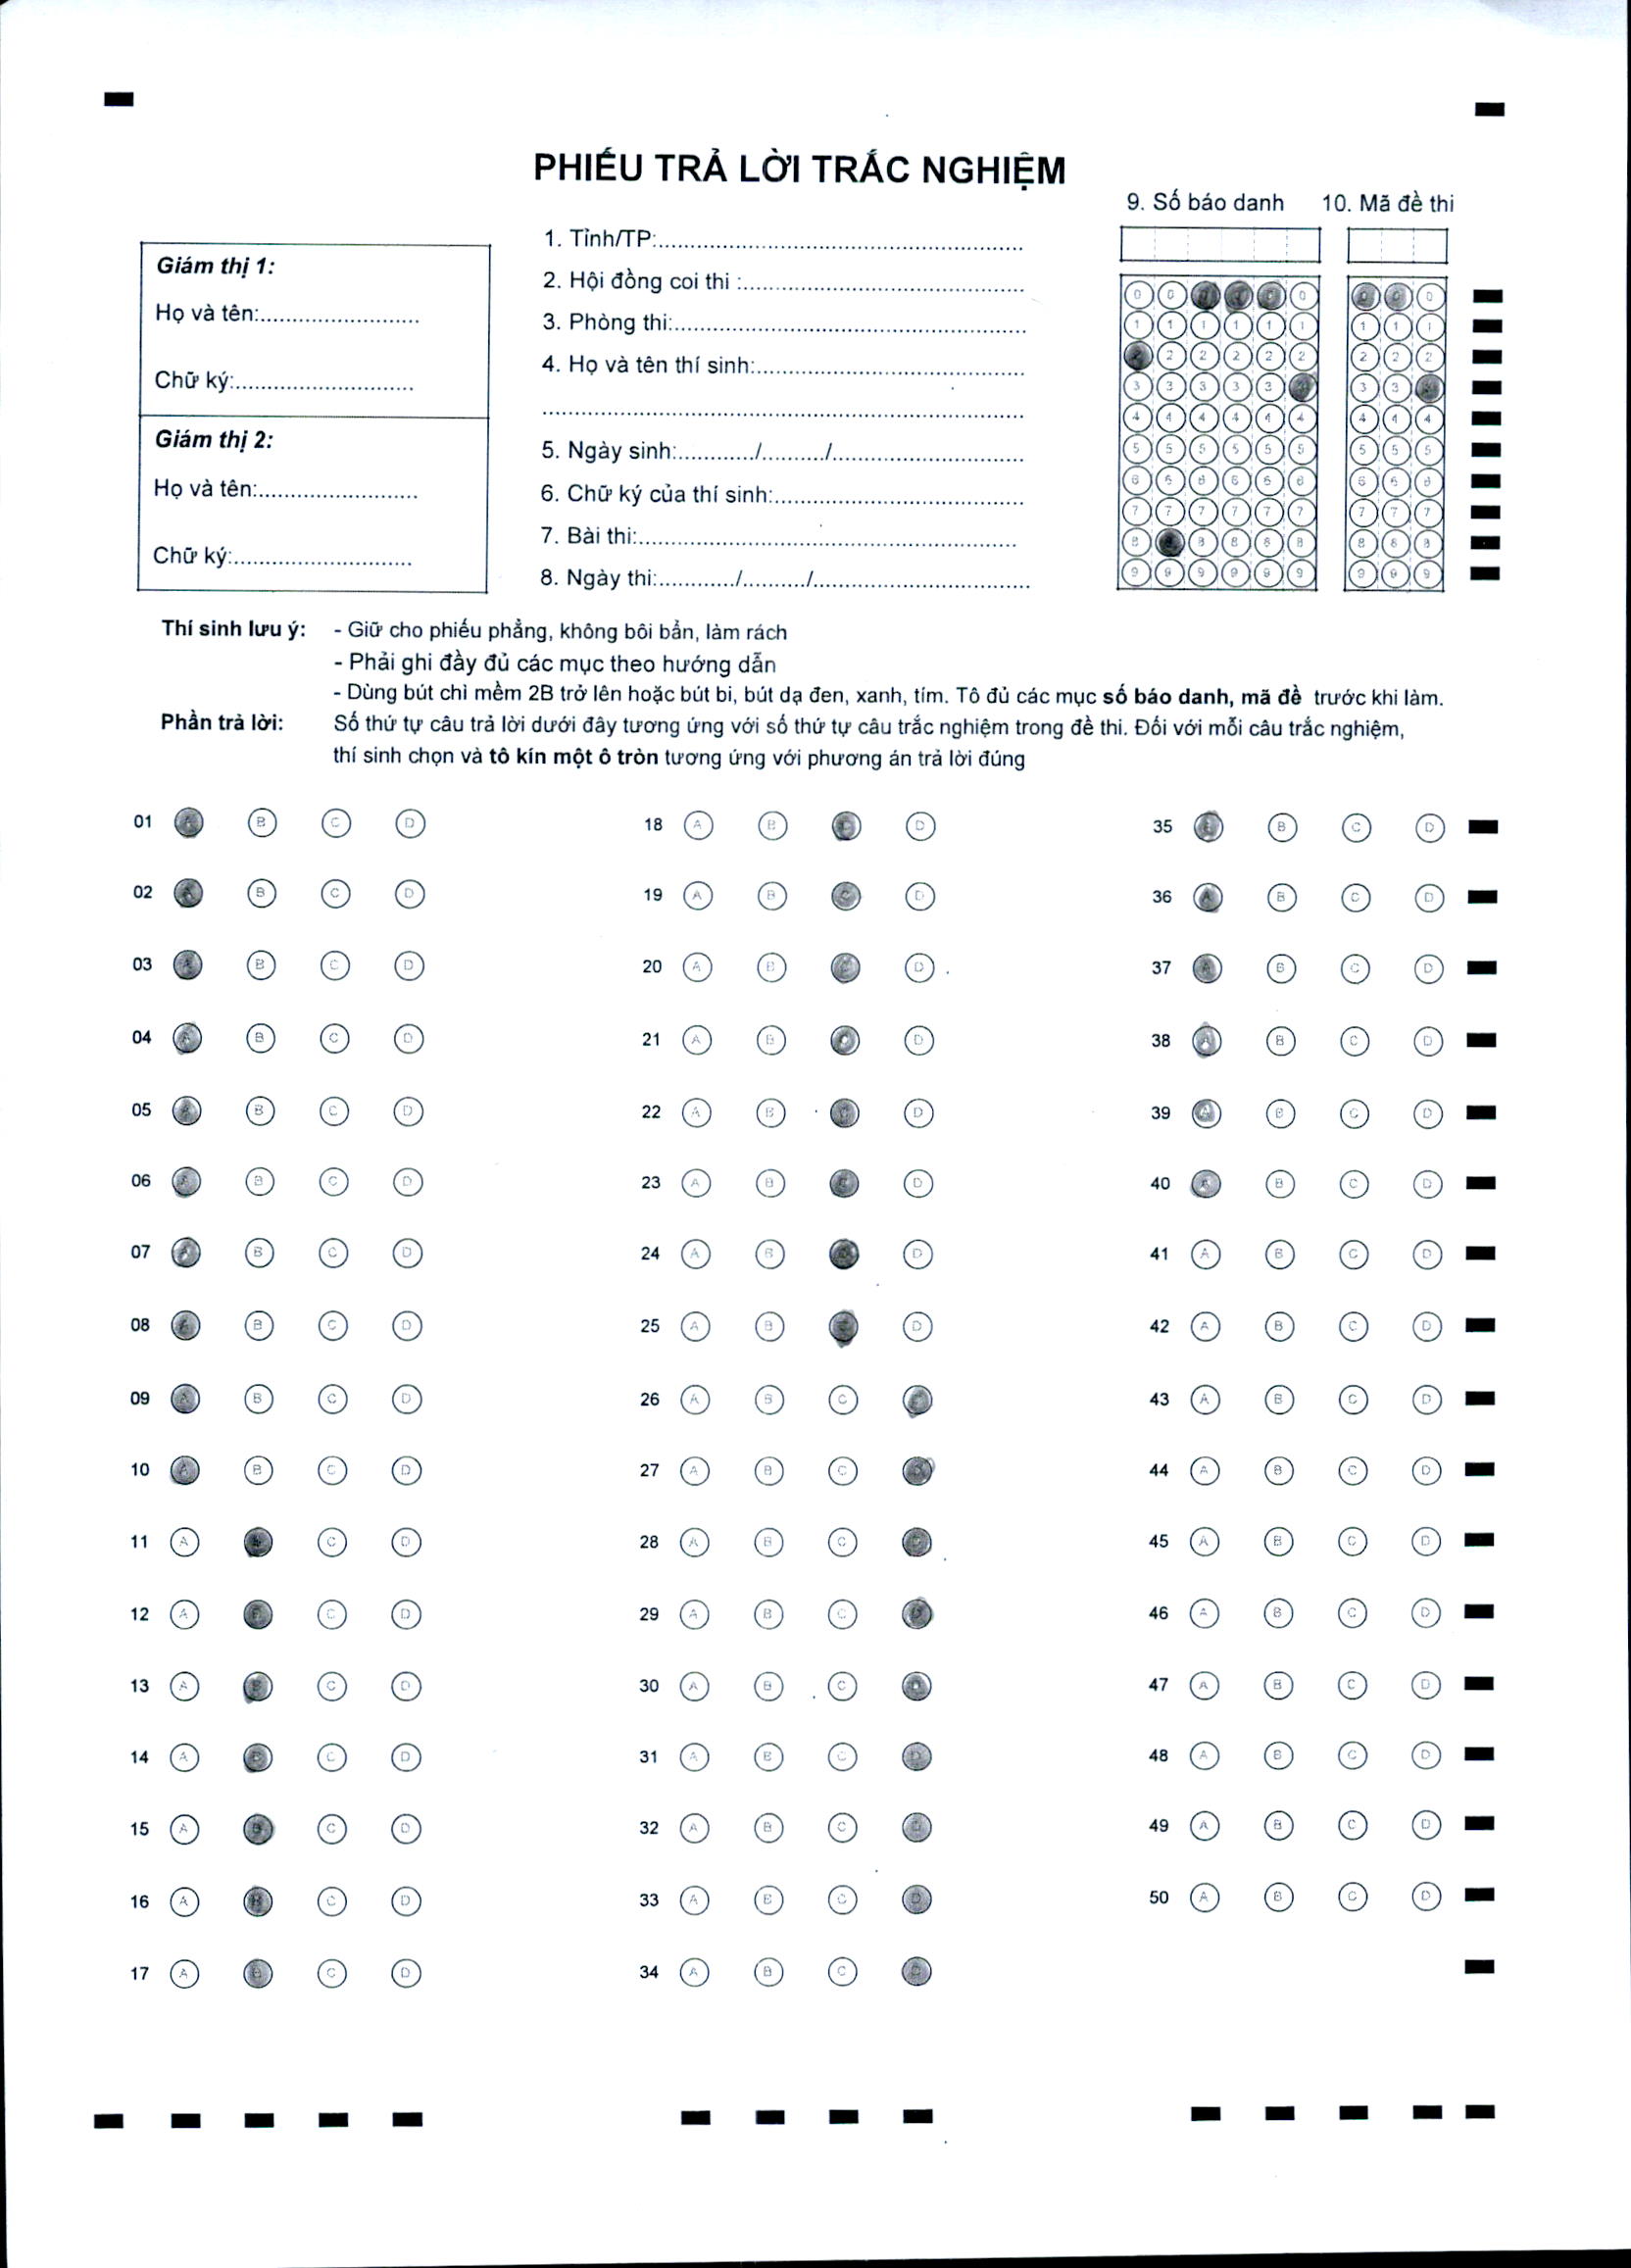 PHIẾU TRẢ LỜI TRẮC NGHIỆM
9. Số báo danh 10. Mã đề thi
Giám thị 1:
Họ và tên:.........................
Chữ ký:............................
Giám thị 2:
Họ và tên:.........................
Chữ ký:............................
1. Tỉnh/TP:..........................................................
2. Hội đồng coi thi :.............................................
3. Phòng thi:........................................................
4. Họ và tên thí sinh:...........................................
.............................................................................
5. Ngày sinh:............/........../...............................
6. Chữ ký của thí sinh:........................................
7. Bài thi:............................................................
8. Ngày thi:............/........../...................................
0 0 0 0 0
1 1 1 1 1 1 1 1 1
2 2 2 2 2 2 2 2
3 3 3 3 3 3 3
4 4 4 4 4 4 4 4 4
5 5 5 5 5 5 5 5 5
6 6 6 6 6 6 6 6 6
7 7 7 7 7 7 7 7 7
8 8 8 8 8 8 8 8
9 9 9 9 9 9 9 9 9
Thí sinh lưu ý: - Giữ cho phiếu phẳng, không bôi bẩn, làm rách
- Phải ghi đầy đủ các mục theo hướng dẫn
- Dùng bút chì mềm 2B trở lên hoặc bút bi, bút dạ đen, xanh, tím. Tô đủ các mục số báo danh, mã đề trước khi làm.
Phần trả lời: Số thứ tự câu trả lời dưới đây tương ứng với số thứ tự câu trắc nghiệm trong đề thi. Đối với mỗi câu trắc nghiệm,
thí sinh chọn và tô kín một ô tròn tương ứng với phương án trả lời đúng
01 A B C D
02 A B C D
03 A B C D
04 A B C D
05 A B C D
06 B C D
07 A B C D
08 A B C D
09 A B C D
10 A B C D
11 A C D
12 A B C D
13 A B C D
14 A B C D
15 A B C D
16 A B C D
17 A B C D
18 A B D
19 A B C D
20 A B D
21 A B D
22 A B C D
23 A B C D
24 A B D
25 A B C D
26 A B C
27 A B C D
28 A B C D
29 A B C D
30 A B C
31 A B C D
32 A B C D
33 A B C D
34 A B C D
35 B C D
36 A B C D
37 A B C D
38 A B C D
39 A B C D
40 A B C D
41 A B C D
42 A B C D
43 A B C D
44 A B C D
45 A B C D
46 A B C D
47 A B C D
48 A B C D
49 A B C D
50 A B C D